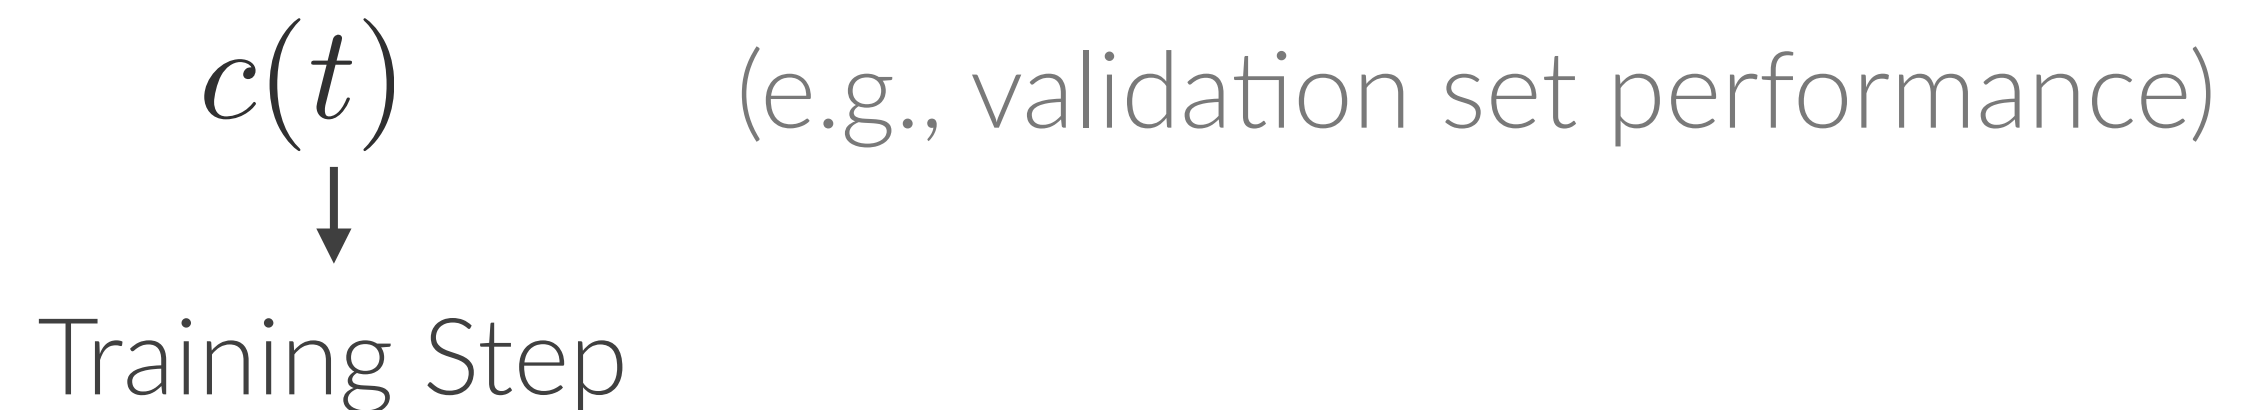 c(t) (e.g., validation set performance)
Training Step